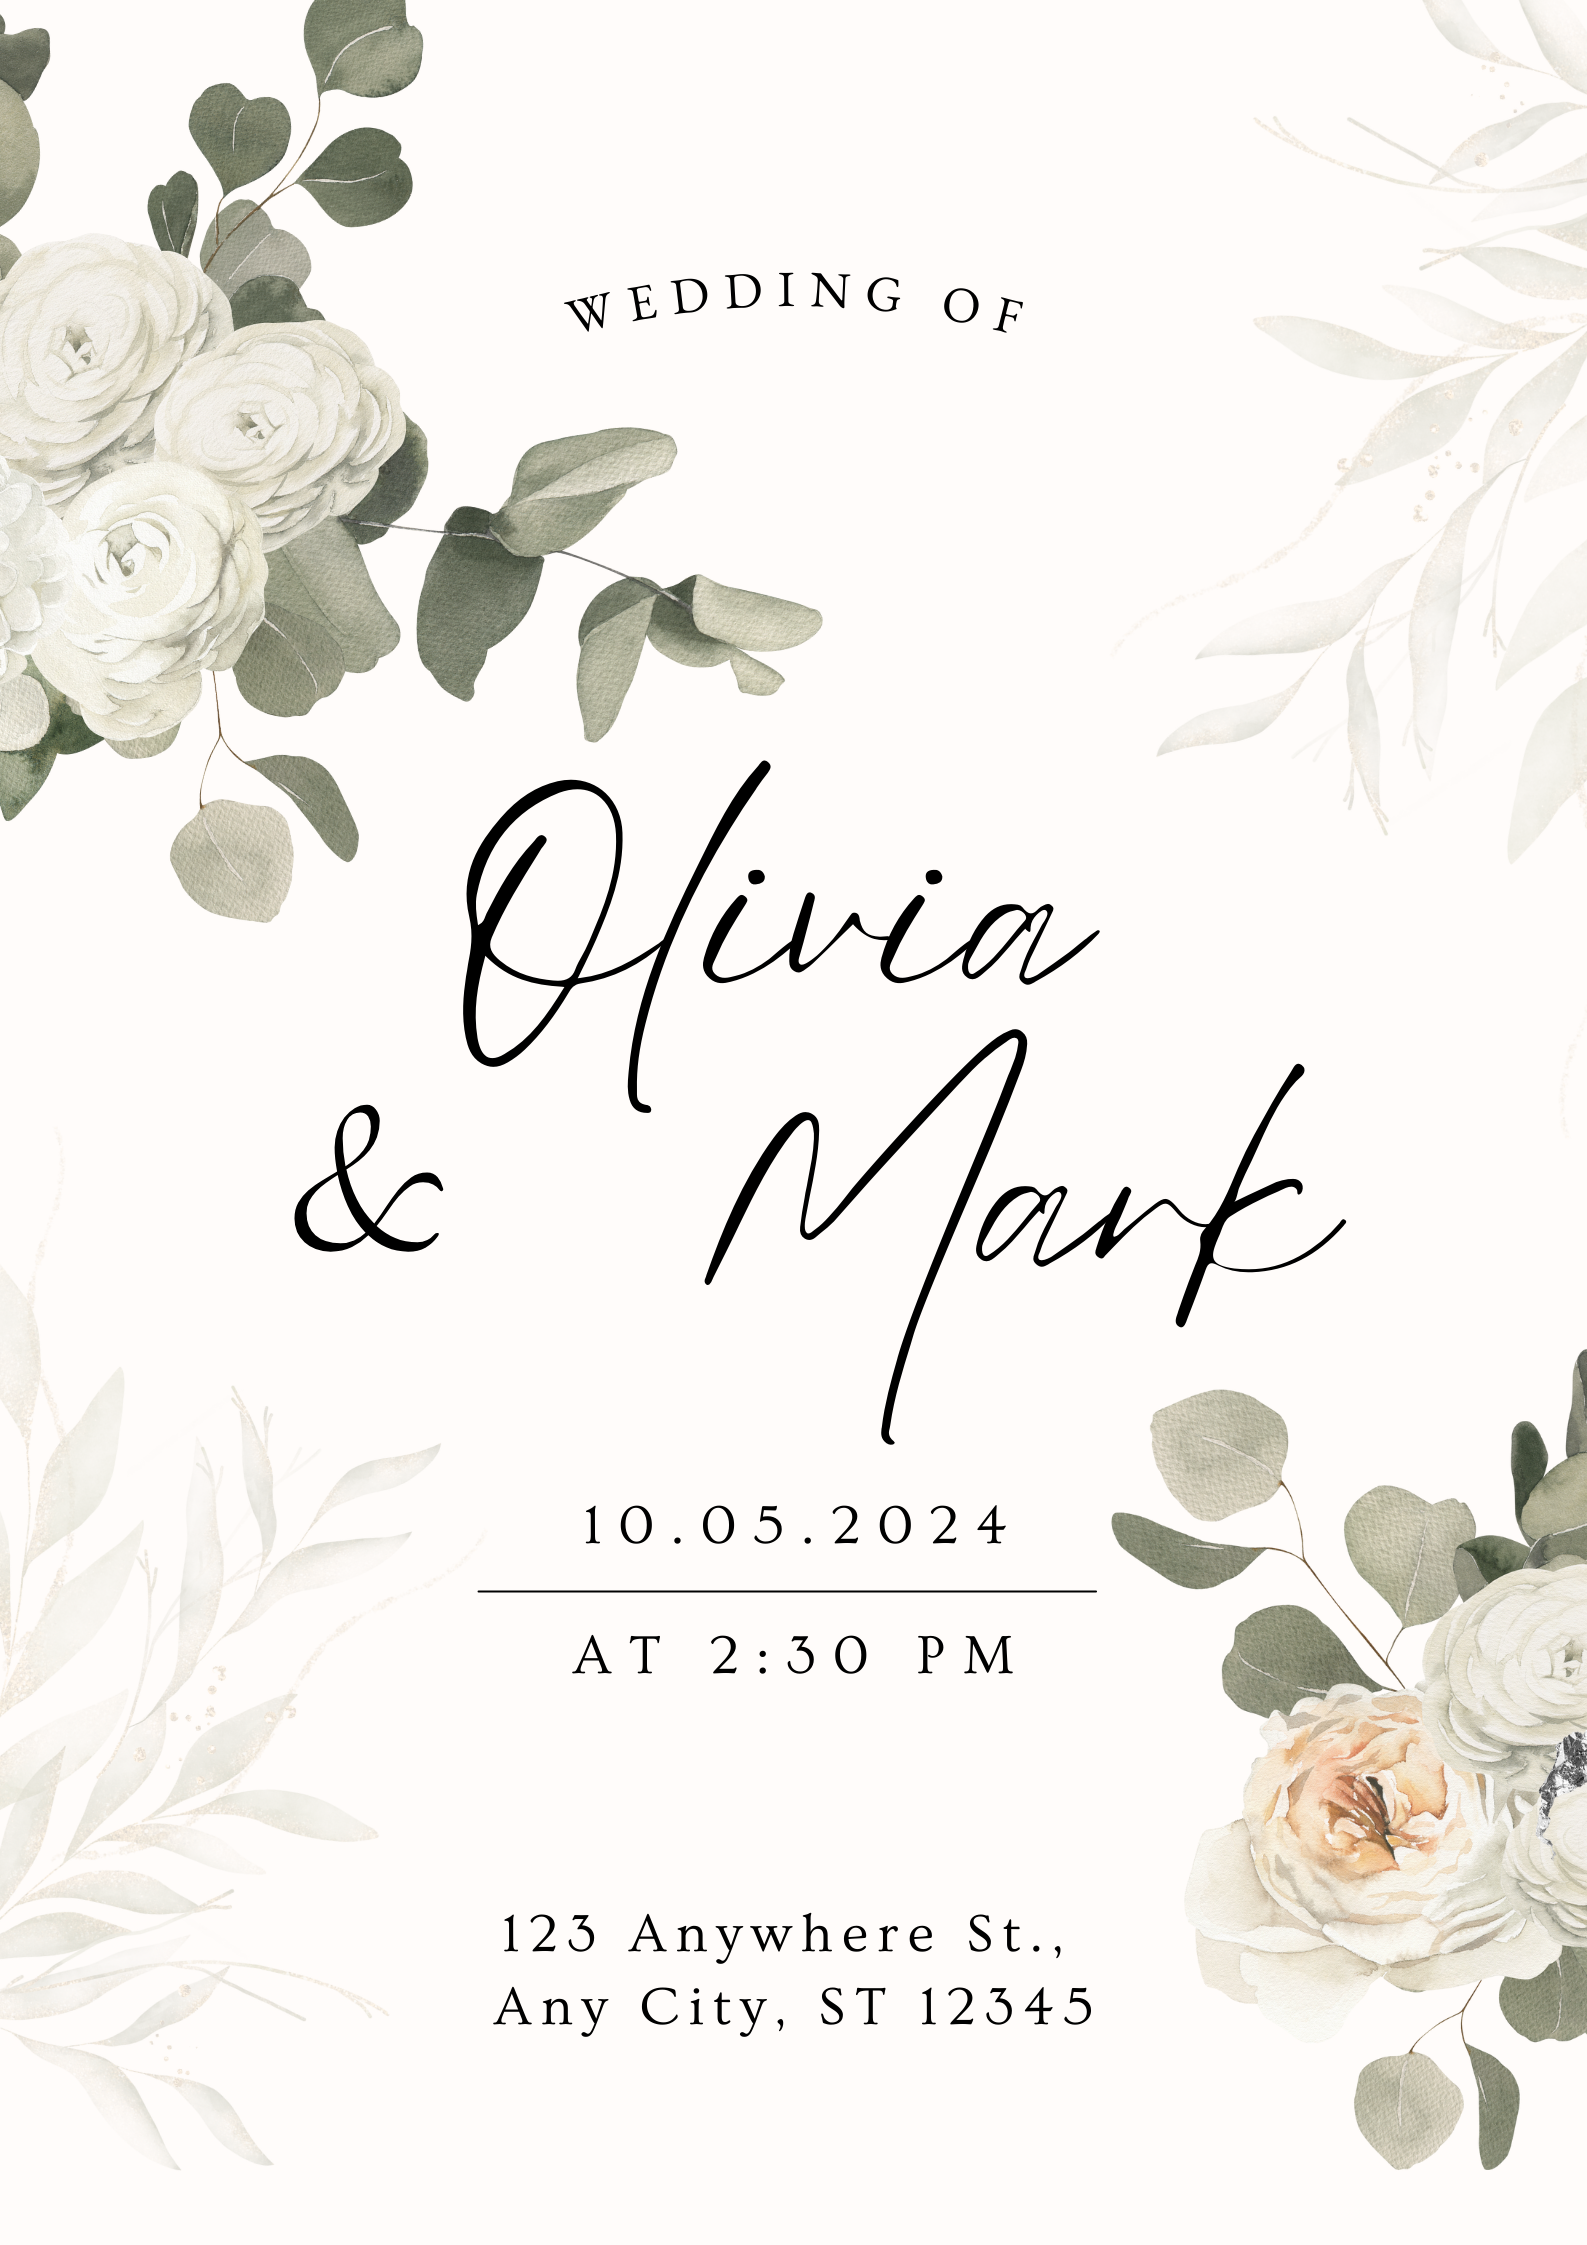 WEDDING OF
Olivia
& Mark
10.05.2024
AT 2:30 PM
123 Anywhere St.,
Any City, ST 12345